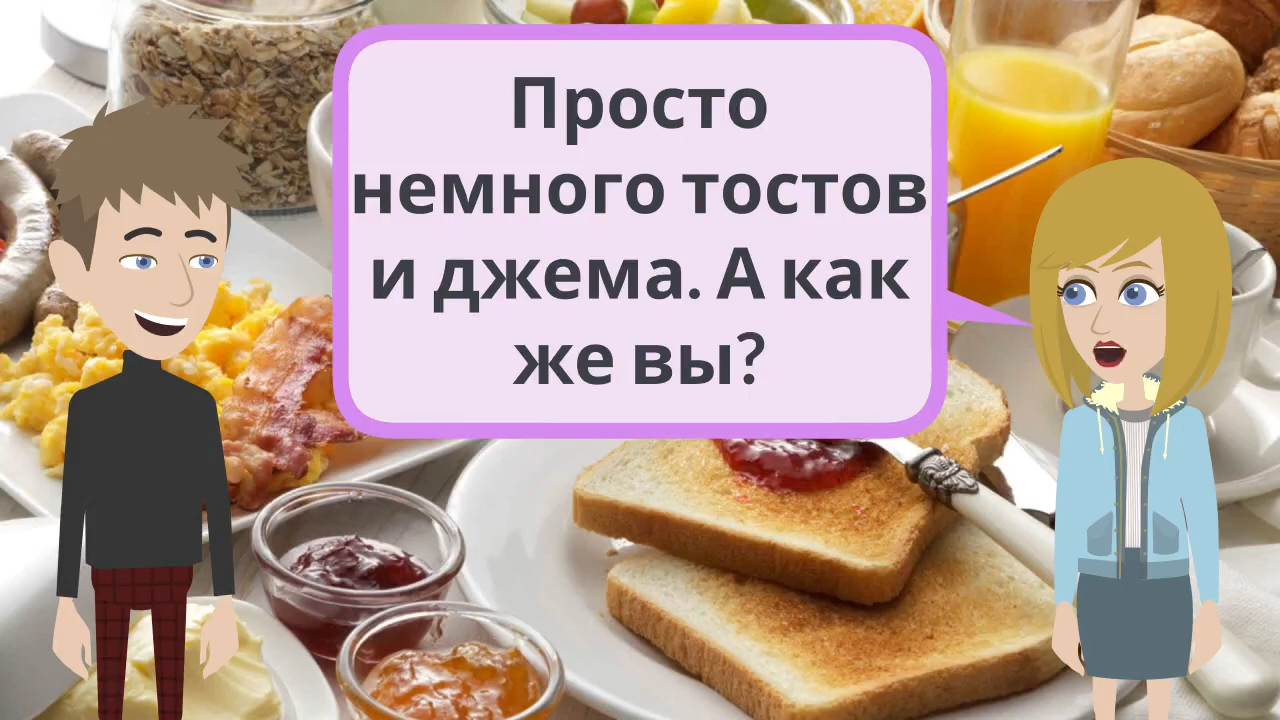 Просто
немного тостов
и джема. А как
же вы?